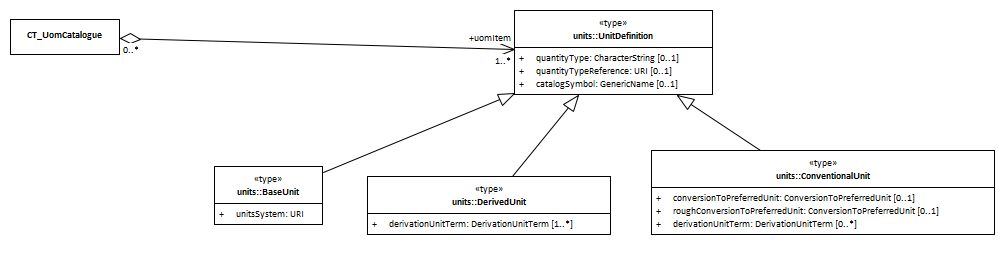 CT_UomCatalogue
0..*
+uomItem
1..*
«type»
units::UnitDefinition
+ quantityType: CharacterString [0..1]
+ quantityTypeReference: URI [0..1]
+ catalogSymbol: GenericName [0..1]
«type»
units::BaseUnit
+ unitsSystem: URI
«type»
units::DerivedUnit
+ derivationUnitTerm: DerivationUnitTerm [1..*]
«type»
units::ConventionalUnit
+ conversionToPreferredUnit: ConversionToPreferredUnit [0..1]
+ roughConversionToPreferredUnit: ConversionToPreferredUnit [0..1]
+ derivationUnitTerm: DerivationUnitTerm [0..*]